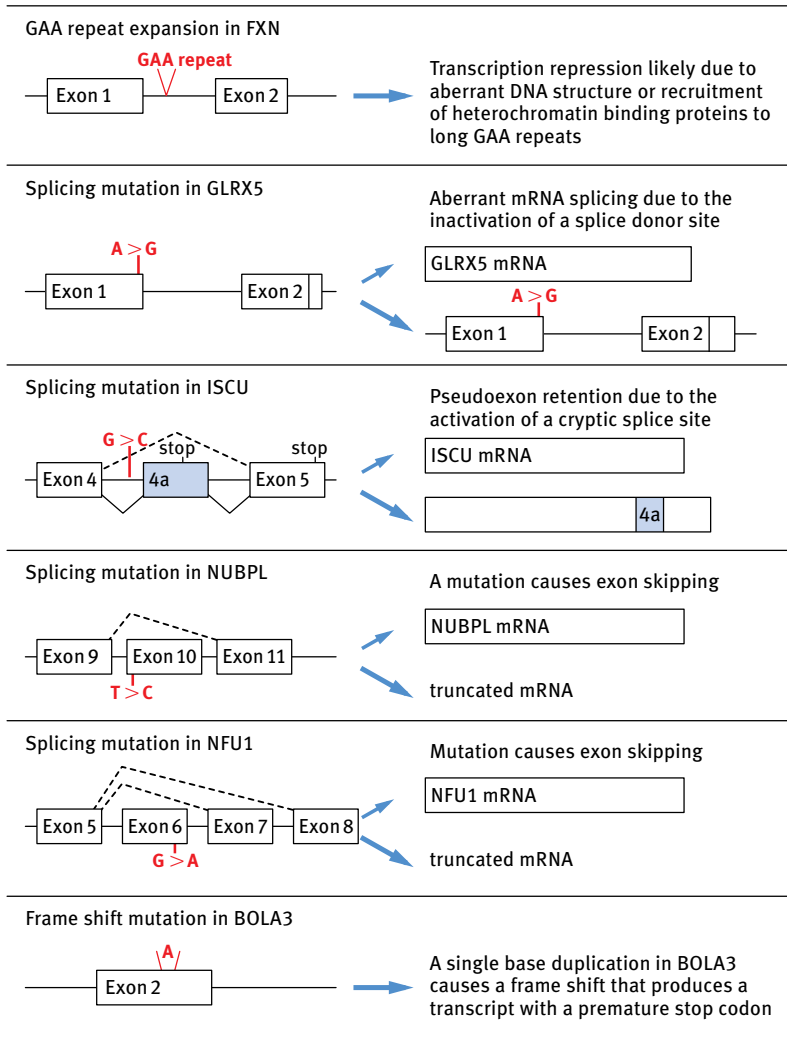 GAA repeat expansion in FXN
GAA repeat
Exon 1
Exon 2
Transcription repression likely due to
aberrant DNA structure or recruitment
of heterochromatin binding proteins to
long GAA repeats
Splicing mutation in GLRX5
A > G
Exon 1
Exon 2
Aberrant mRNA splicing due to the
inactivation of a splice donor site
GLRX5 mRNA
A > G
Exon 1
Exon 2
Splicing mutation in ISCU
G > C
stop
stop
Exon 4
4a
Exon 5
Pseudoexon retention due to the
activation of a cryptic splice site
ISCU mRNA
4a
Splicing mutation in NUBPL
Exon 9
Exon 10
Exon 11
T > C
A mutation causes exon skipping
NUBPL mRNA
truncated mRNA
Splicing mutation in NFU1
Exon 5
Exon 6
Exon 7
Exon 8
G > A
Mutation causes exon skipping
NFU1 mRNA
truncated mRNA
Frame shift mutation in BOLA3
A
Exon 2
A single base duplication in BOLA3
causes a frame shift that produces a
transcript with a premature stop codon